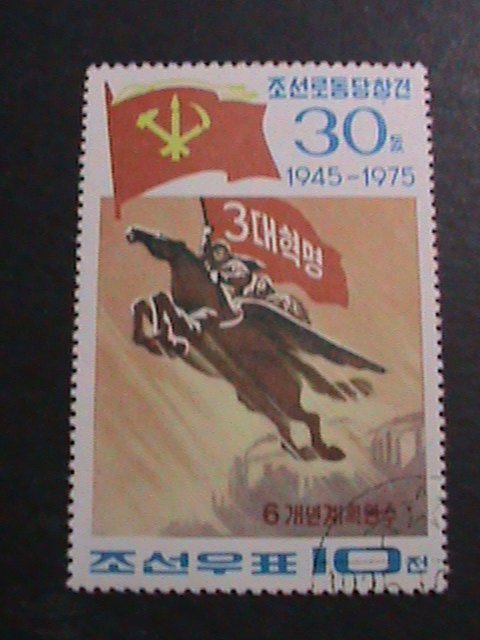 조선로동당창건
30돐
1945-1975
3대혁명
6개년계획완수
조선우표 10전